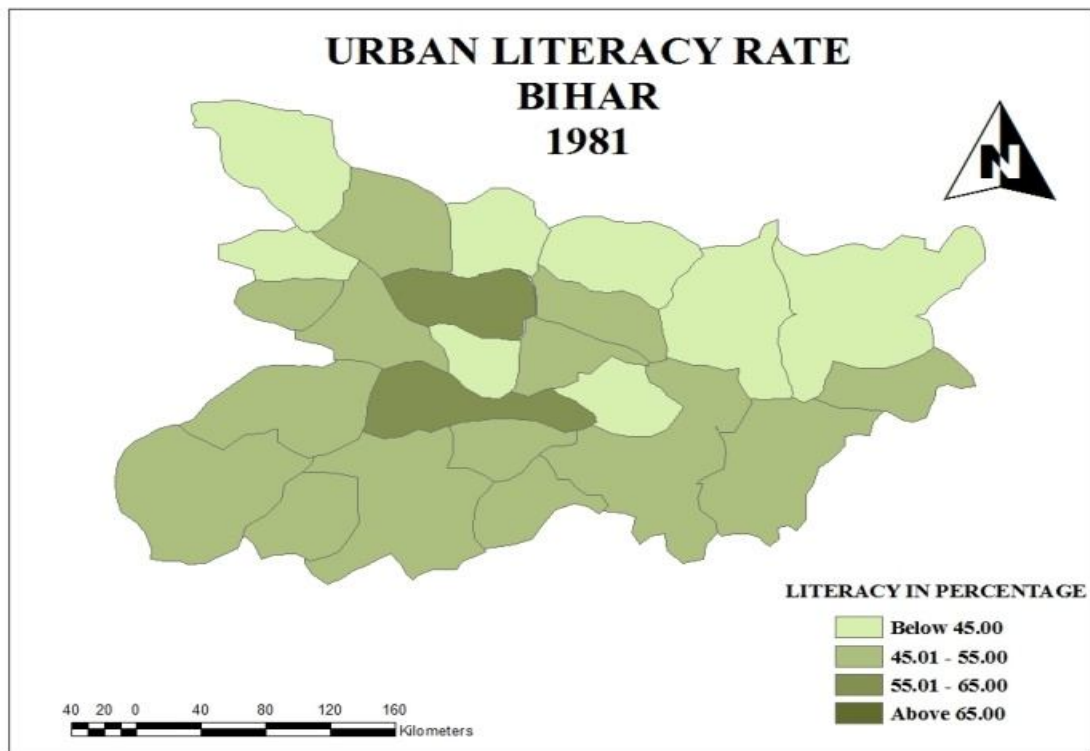 URBAN LITERACY RATE
BIHAR
1981
N
LITERACY IN PERCENTAGE
Below 45.00
45.01 - 55.00
55.01 - 65.00
Above 65.00
40 20 0 40 80 120 160
Kilometers